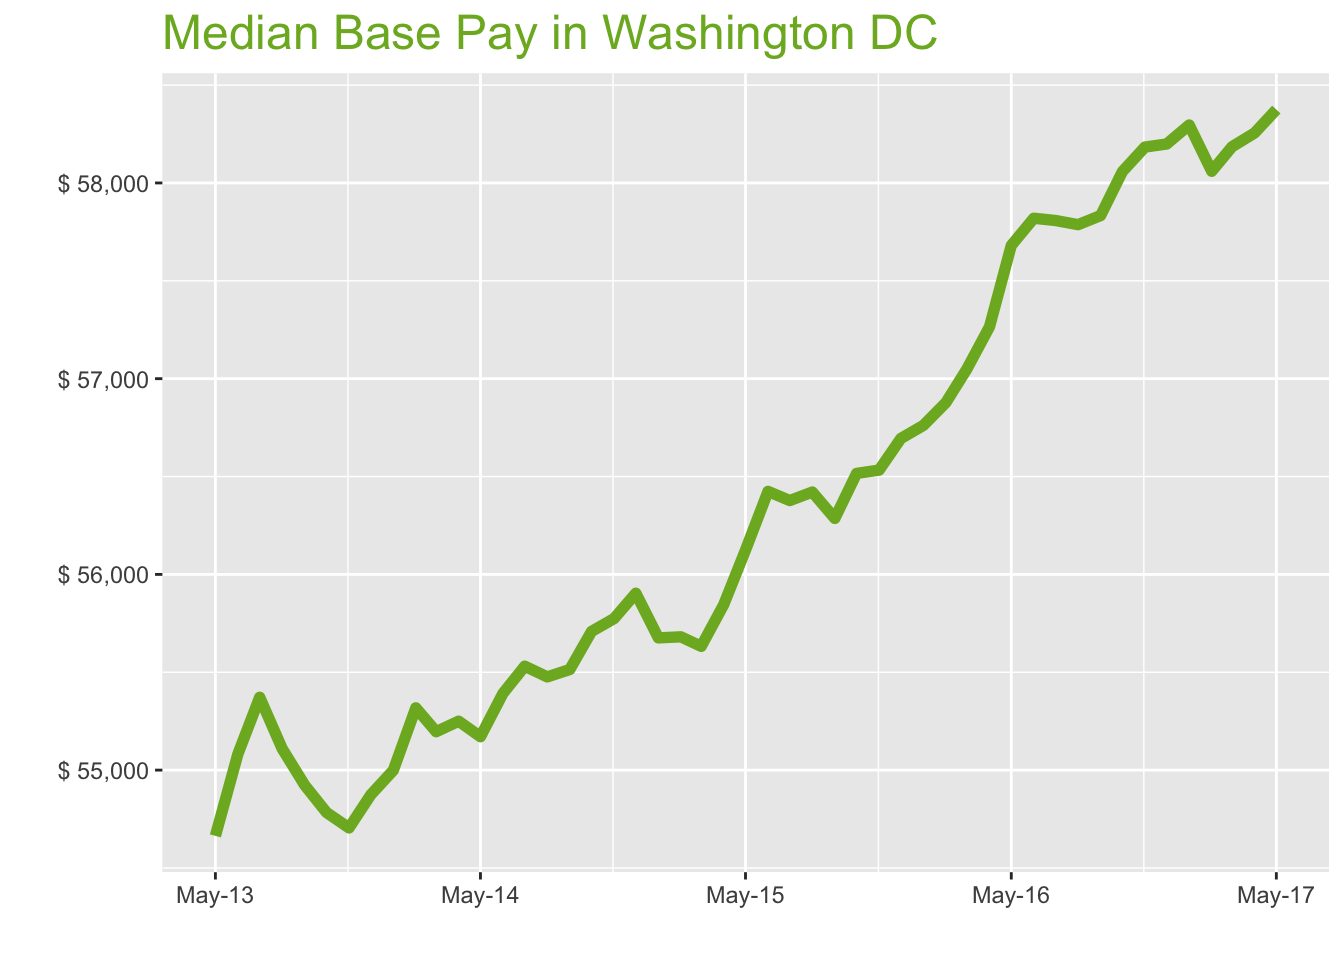 Median Base Pay in Washington DC
$ 58,000
$ 57,000
$ 56,000
$ 55,000
May-13 May-14 May-15 May-16 May-17